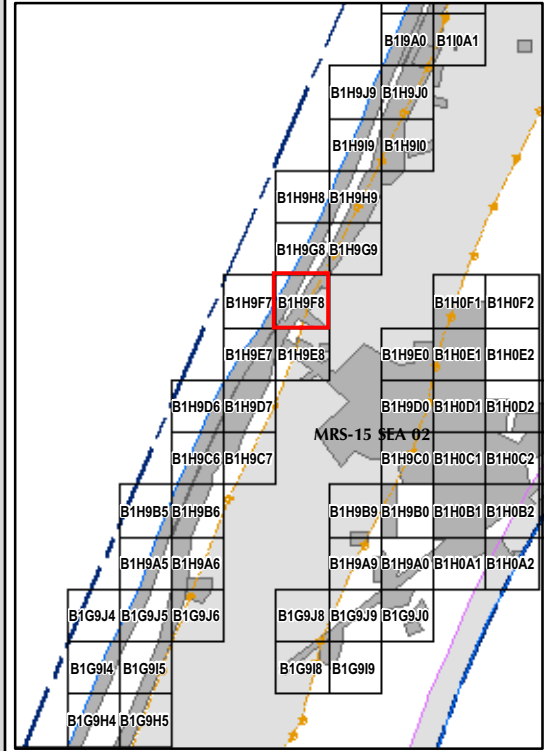 B1I9A0 B1I0A1
B1H9J9 B1H9J0
B1H9I9 B1H9I0
B1H9H8 B1H9H9
B1H9G8 B1H9G9
B1H9F7 B1H9F8 B1H0F1 B1H0F2
B1H9E7 B1H9E8 B1H9E0 B1H0E1 B1H0E2
B1H9D6 B1H9D7 B1H9D0 B1H0D1 B1H0D2
MRS-15 SEA 02
B1H9C6 B1H9C7 B1H9C0 B1H0C1 B1H0C2
B1H9B5 B1H9B6 B1H9B9 B1H9B0 B1H0B1 B1H0B2
B1H9A5 B1H9A6 B1H9A9 B1H9A0 B1H0A1 B1H0A2
B1G9J4 B1G9J5 B1G9J6 B1G9J8 B1G9J9 B1G9J0
B1G9I4 B1G9I5 B1G9I8 B1G9I9
B1G9H4 B1G9H5